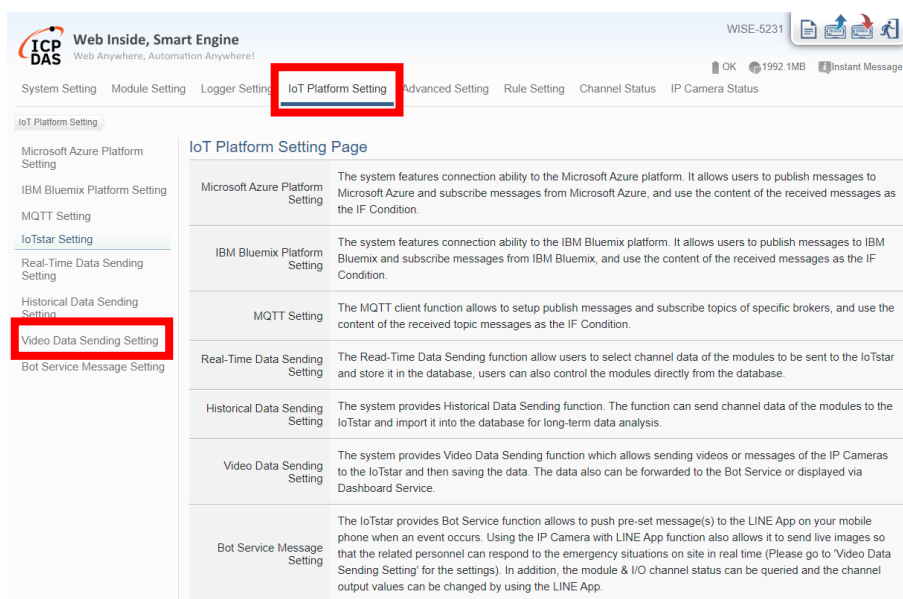 ICP
DAS
Web Inside, Smart Engine
Web Anywhere, Automation Anywhere!
WISE-5231
OK 1992.1MB Instant Message
System Setting Module Setting Logger Setting IoT Platform Setting Advanced Setting Rule Setting Channel Status IP Camera Status
IoT Platform Setting
Microsoft Azure Platform
Setting
IBM Bluemix Platform Setting
MQTT Setting
IoTstar Setting
Real-Time Data Sending
Setting
Historical Data Sending
Setting
Video Data Sending Setting
Bot Service Message Setting
IoT Platform Setting Page
Microsoft Azure Platform
Setting
The system features connection ability to the Microsoft Azure platform. It allows users to publish messages to
Microsoft Azure and subscribe messages from Microsoft Azure, and use the content of the received messages as
the IF Condition.
IBM Bluemix Platform
Setting
The system features connection ability to the IBM Bluemix platform. It allows users to publish messages to IBM
Bluemix and subscribe messages from IBM Bluemix, and use the content of the received messages as the IF
Condition.
MQTT Setting
The MQTT client function allows to setup publish messages and subscribe topics of specific brokers, and use the
content of the received topic messages as the IF Condition.
Real-Time Data Sending
Setting
The Read-Time Data Sending function allow users to select channel data of the modules to be sent to the IoTstar
and store it in the database, users can also control the modules directly from the database.
Historical Data Sending
Setting
The system provides Historical Data Sending function. The function can send channel data of the modules to the
IoTstar and import it into the database for long-term data analysis.
Video Data Sending
Setting
The system provides Video Data Sending function which allows sending videos or messages of the IP Cameras
to the IoTstar and then saving the data. The data also can be forwarded to the Bot Service or displayed via
Dashboard Service.
Bot Service Message
Setting
The IoTstar provides Bot Service function allows to push pre-set message(s) to the LINE App on your mobile
phone when an event occurs. Using the IP Camera with LINE App function also allows it to send live images so
that the related personnel can respond to the emergency situations on site in real time (Please go to 'Video Data
Sending Setting' for the settings). In addition, the module & I/O channel status can be queried and the channel
output values can be changed by using the LINE App.